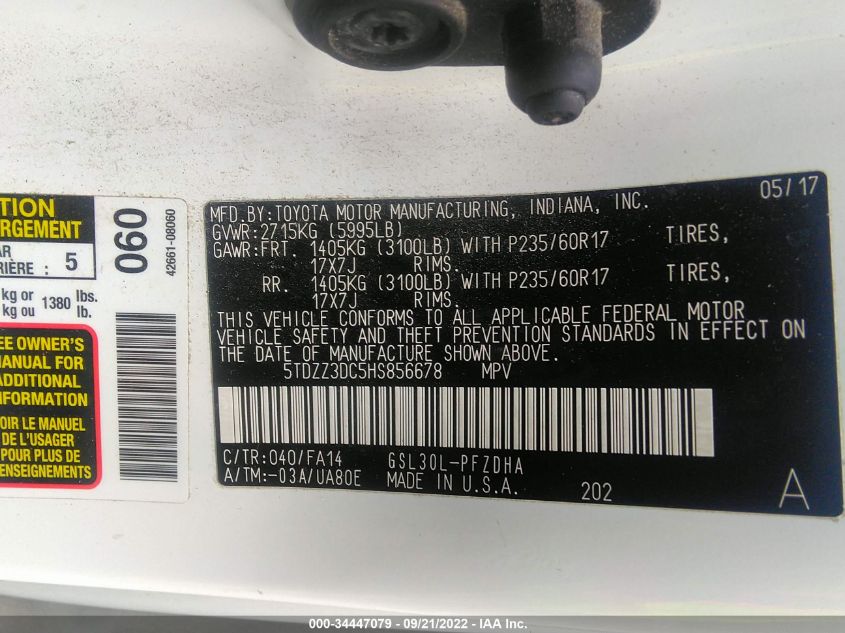 TION
RGEMENT
AR
RIÈRE : 5
kg or 1380 lbs.
kg ou lb.
EE OWNER'S
MANUAL FOR
ADDITIONAL
INFORMATION
VOIR LE MANUEL
DE L'USAGER
POUR PLUS DE
RENSEIGNEMENTS
060
42661-08060
05/17
MFD.BY:TOYOTA MOTOR MANUFACTURING, INDIANA, INC.
GVWR:2715KG (5995LB)
GAWR:FRT. 1405KG (3100LB) WITH P235/60R17 TIRES,
17X7J RIMS.
RR. 1405KG (3100LB) WITH P235/60R17 TIRES,
17X7J RIMS.
THIS VEHICLE CONFORMS TO ALL APPLICABLE FEDERAL MOTOR
VEHICLE SAFETY AND THEFT PREVENTION STANDARDS IN EFFECT ON
THE DATE OF MANUFACTURE SHOWN ABOVE.
5TDZZ3DC5HS856678 MPV
C/TR:040/FA14 GSL30L-PFZDHA
A/TM:-03A/UA80E MADE IN U.S.A. 202 A
000-34447079 - 09/21/2022 - IAA Inc.